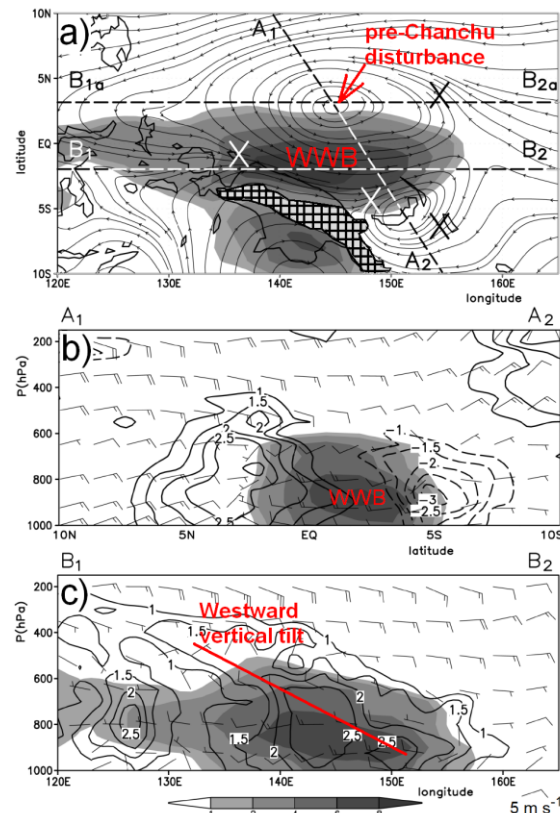 a)
10N
5N
EQ
5S
10S
A1
pre-Chanchu
disturbance
B1a
B2a
X
X
WWB
B1
B2
X
X
A2
120E
130E
140E
150E
160E
longitude
A1
A2
b)
P(hPa)
200
400
600
800
1000
1
1.5
2
2.5
2
2.5
-1
-1.5
-2
-3
-2.5
WWB
10N
5N
EQ
5S
10S
latitude
B1
B2
c)
P(hPa)
200
400
600
800
1000
1
1
Westward
vertical tilt
1.5
1
1.5
2
2.5
1.5
2
2
2.5
2.5
1.5
120E
130E
140E
150E
160E
longitude
5 m s-1